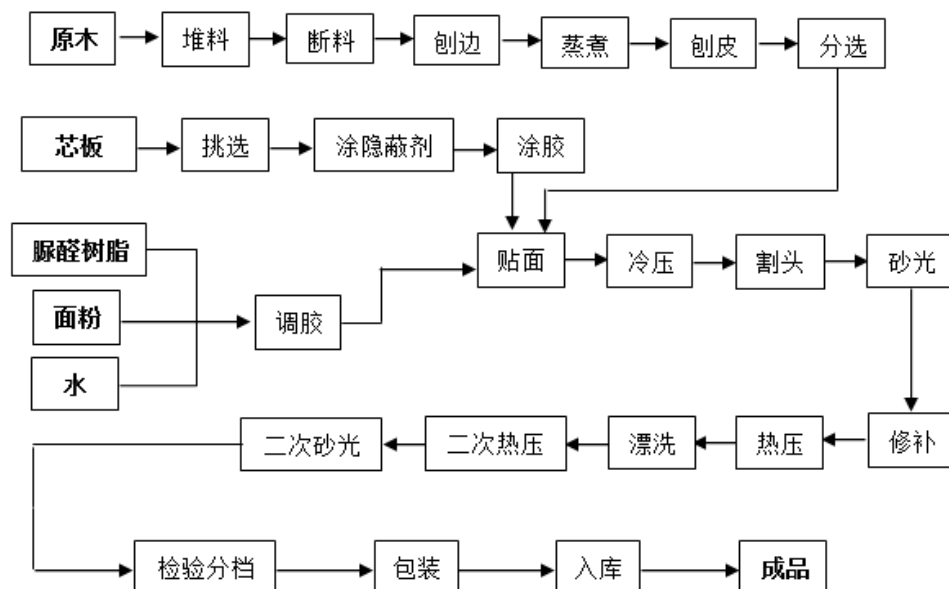 原木 堆料 断料 刨边 蒸煮 刨皮 分选
芯板 挑选 涂隐蔽剂 涂胶
脲醛树脂
贴面 冷压 割头 砂光
面粉 调胶
水
二次砂光 二次热压 漂洗 热压 修补
检验分档 包装 入库 成品